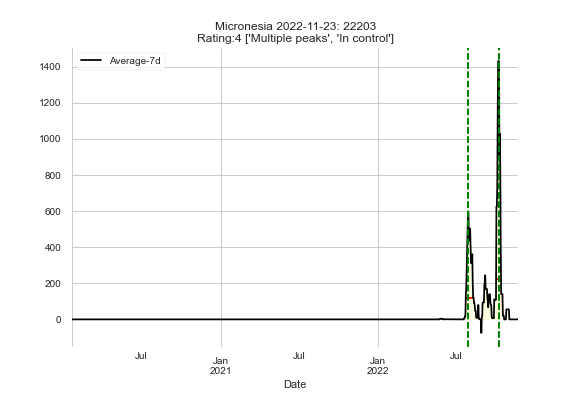 Micronesia 2022-11-23: 22203
Rating:4 ['Multiple peaks', 'In control']
Average-7d
1400
1200
1000
800
600
400
200
0
Jul
Jan
2021
Jul
Jan
2022
Jul
Date